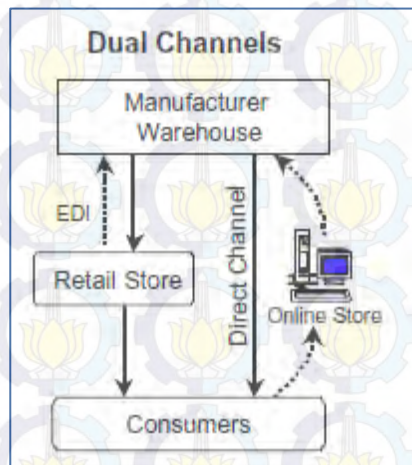 Dual Channels
Manufacturer
Warehouse
EDI
Retail Store
Direct Channel
Online Store
Consumers